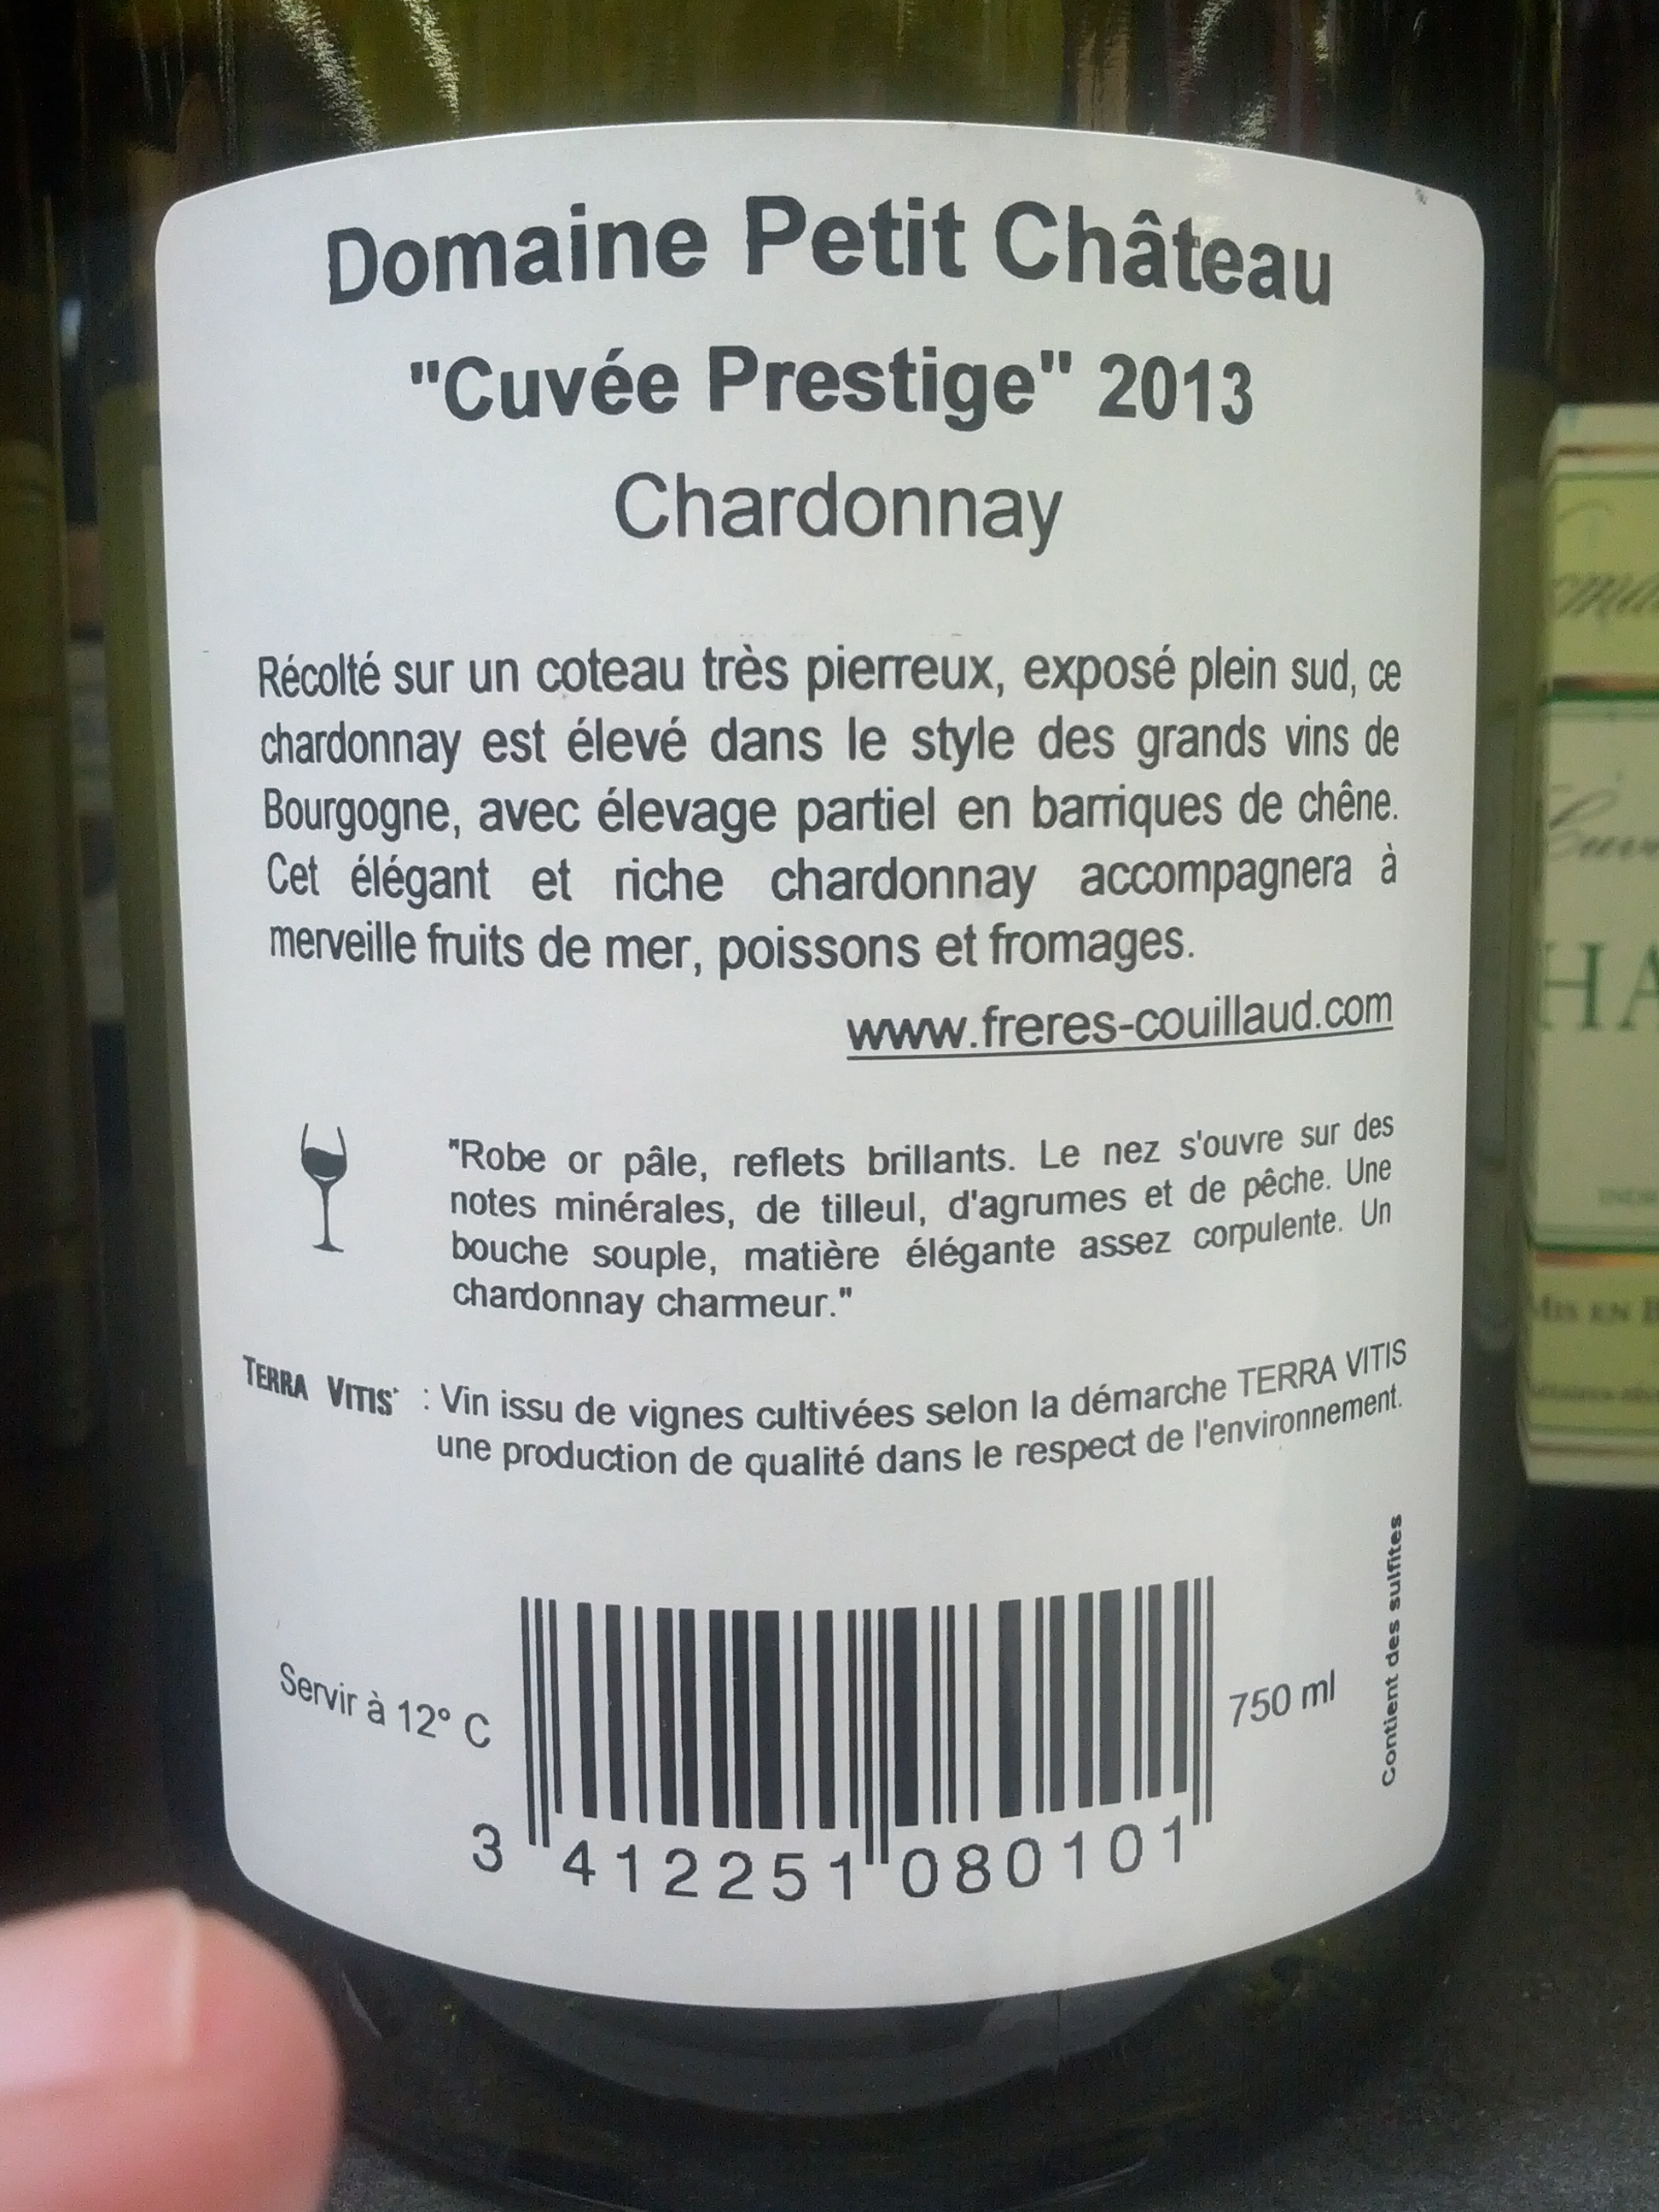 Domaine Petit Château
"Cuvée Prestige" 2013
Chardonnay
Récolté sur un coteau très pierreux, exposé plein sud, ce
chardonnay est élevé dans le style des grands vins de
Bourgogne, avec élevage partiel en barriques de chêne.
Cet élégant et riche chardonnay accompagnera à
merveille fruits de mer, poissons et fromages.
www.freres-couillaud.com
"Robe or pâle, reflets brillants. Le nez s'ouvre sur des
notes minérales, de tilleul, d'agrumes et de pêche. Une
bouche souple, matière élégante assez corpulente. Un
chardonnay charmeur."
TERRA VITIS : Vin issu de vignes cultivées selon la démarche TERRA VITIS
une production de qualité dans le respect de l'environnement.
Contient des sulfites
Servir à 12° C
750 ml
3 412251 080101
HA
MIS EN B